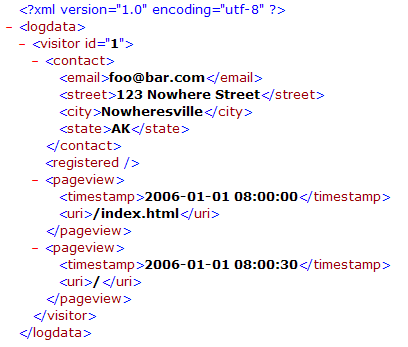 <?xml version="1.0" encoding="utf-8" ?>
- <logdata>
- <visitor id="1">
- <contact>
<email>foo@bar.com</email>
<street>123 Nowhere Street</street>
<city>Nowheresville</city>
<state>AK</state>
</contact>
<registered />
- <pageview>
<timestamp>2006-01-01 08:00:00</timestamp>
<uri>/index.html</uri>
</pageview>
- <pageview>
<timestamp>2006-01-01 08:00:30</timestamp>
<uri>/</uri>
</pageview>
</visitor>
</logdata>